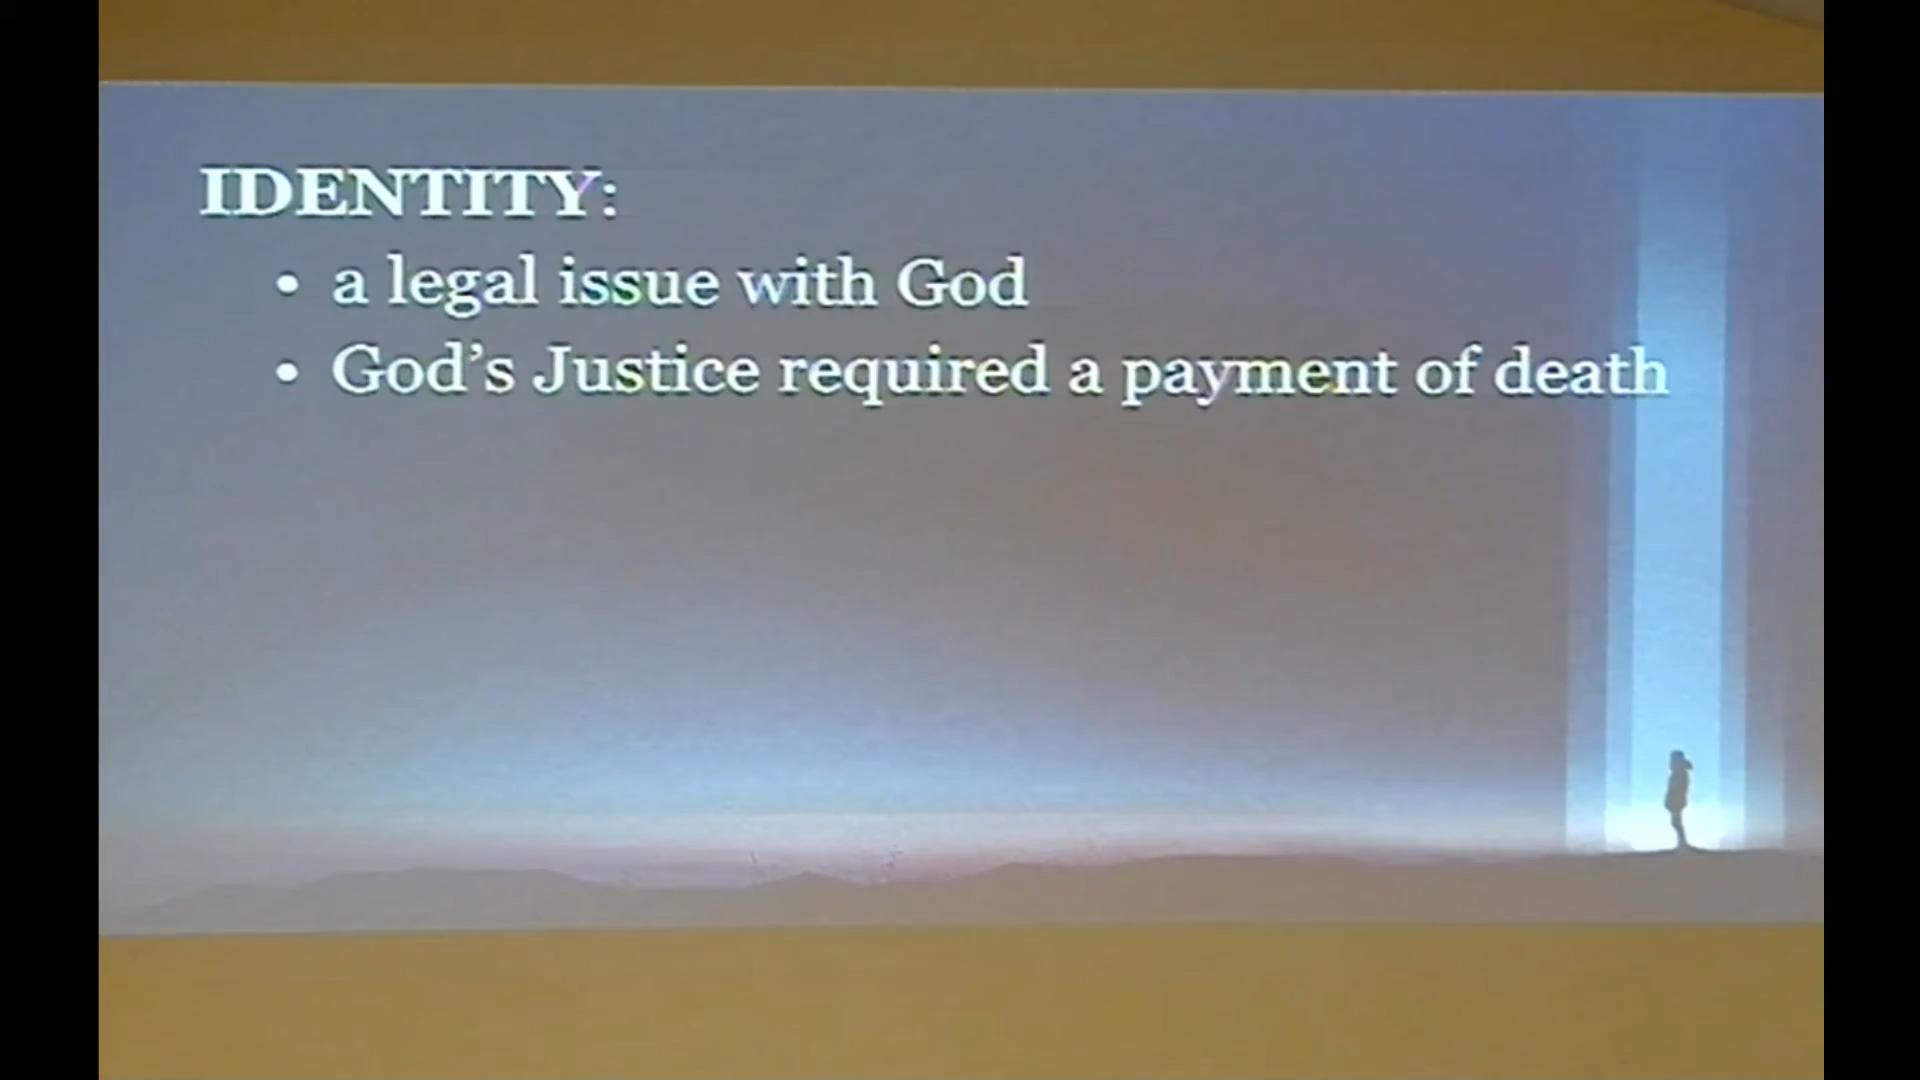 IDENTITY:
• a legal issue with God
• God’s Justice required a payment of death